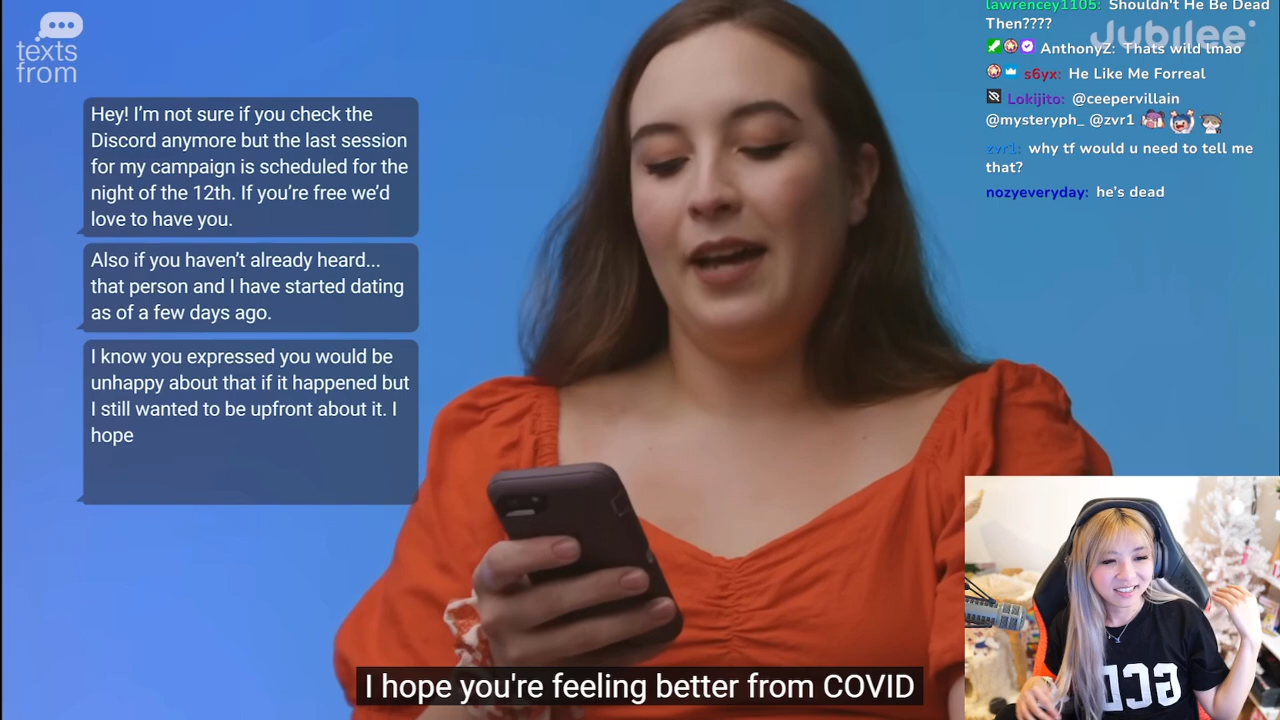 texts
from
Hey! I’m not sure if you check the
Discord anymore but the last session
for my campaign is scheduled for the
night of the 12th. If you’re free we’d
love to have you.
Also if you haven’t already heard...
that person and I have started dating
as of a few days ago.
I know you expressed you would be
unhappy about that if it happened but
I still wanted to be upfront about it. I
hope
I hope you're feeling better from COVID
Jubilee
lawrencey1105: Shouldn't He Be Dead
Then????
AnthonyZ: Thats wild lmao
s6yx: He Like Me Forreal
Lokijito: @ceepervillain
@mysteryph_ @zvr1
zvr1: why tf would u need to tell me
that?
nozyeveryday: he's dead